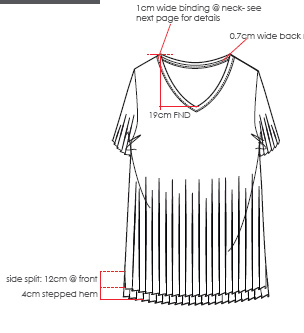 1cm wide binding @ neck- see
next page for details
0.7cm wide back
19cm FND
side split: 12cm @ front
4cm stepped hem